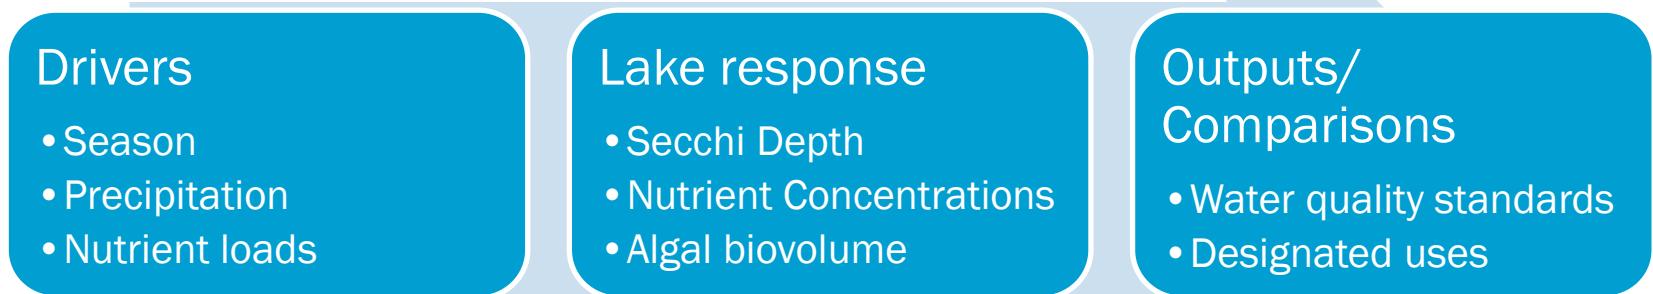 Drivers
•Season
•Precipitation
•Nutrient loads
Lake response
•Secchi Depth
•Nutrient Concentrations
•Algal biovolume
Outputs/
Comparisons
•Water quality standards
•Designated uses